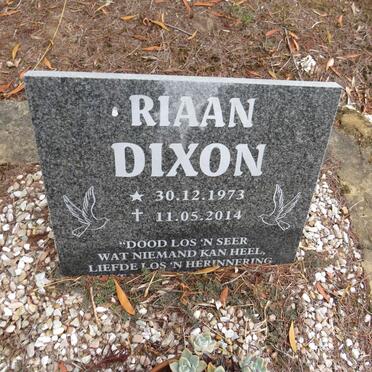 RIAAN
DIXON
★ 30.12.1973
✝ 11.05.2014
"DOOD LOS 'N SEER
WAT NIEMAND KAN HEEL,
LIEFDE LOS 'N HERINNERING